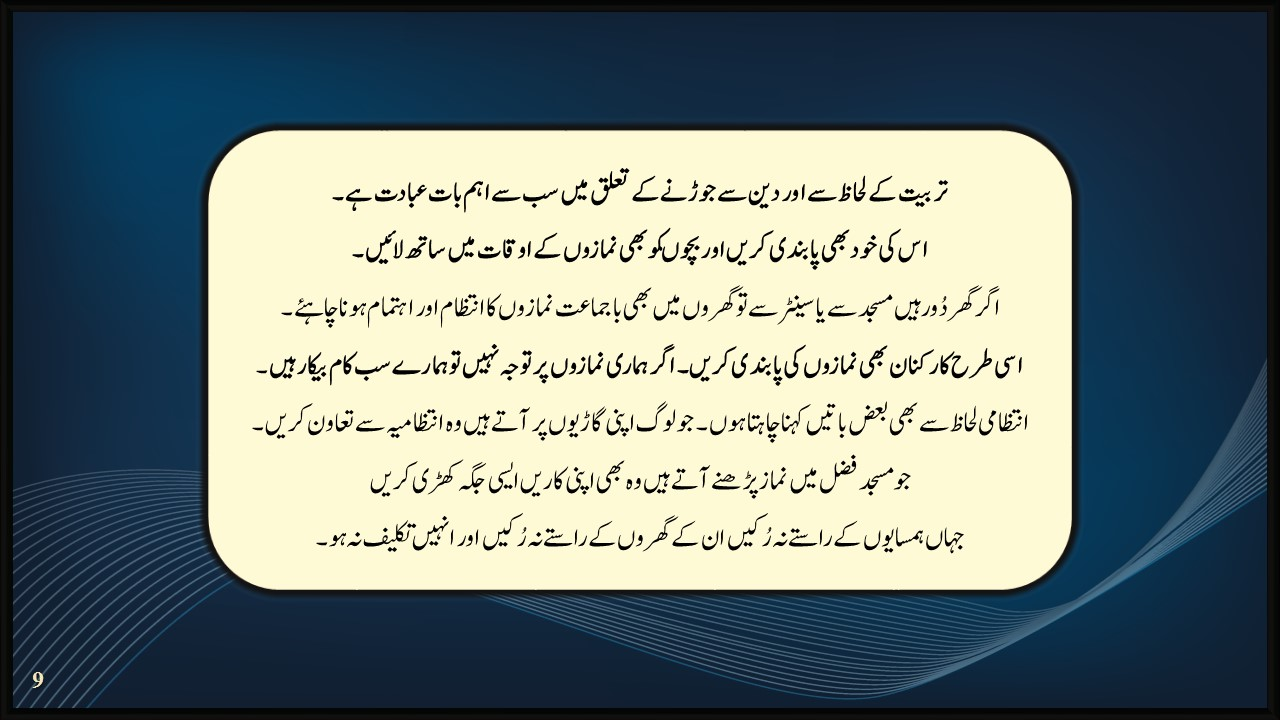 تربیت کے لحاظ سے اور دین سے جوڑنے کے تعلق میں سب سے اہم بات عبادت ہے۔
اس کی خود بھی پابندی کریں اور بچوں کو بھی نمازوں کے اوقات میں ساتھ لائیں۔
اگر گھر دُور ہیں مسجد سے یا سینٹر سے تو گھروں میں بھی باجماعت نمازوں کا انتظام اور اہتمام ہونا چاہئے۔
اسی طرح کارکنان بھی نمازوں کی پابندی کریں۔ اگر ہماری نمازوں پر توجہ نہیں تو ہمارے سب کام بیکار ہیں۔
انتظامی لحاظ سے بھی بعض باتیں کہنا چاہتا ہوں۔ جو لوگ اپنی گاڑیوں پر آتے ہیں وہ انتظامیہ سے تعاون کریں۔
جو مسجد فضل میں نماز پڑھنے آتے ہیں وہ بھی اپنی کاریں ایسی جگہ کھڑی کریں
جہاں ہمسایوں کے راستے نہ رُکیں ان کے گھروں کے راستے نہ رُکیں اور انہیں تکلیف نہ ہو۔
9